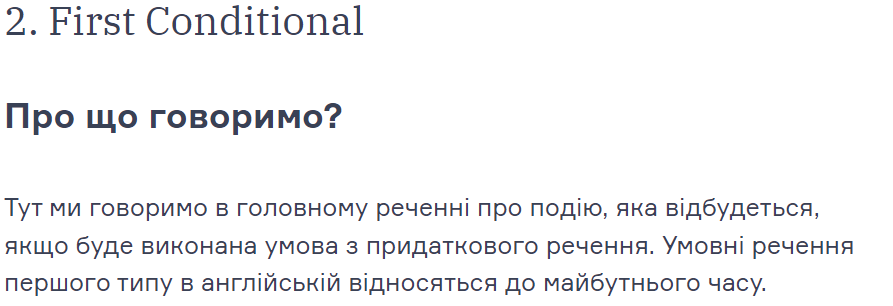 2. First Conditional
Про що говоримо?
Тут ми говоримо в головному реченні про подію, яка відбудеться,
якщо буде виконана умова з придаткового речення. Умовні речення
першого типу в англійській відносяться до майбутнього часу.